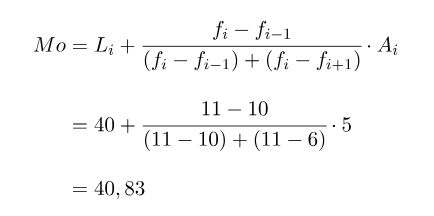 Mo = L_i + \frac{f_i - f_{i-1}}{(f_i - f_{i-1}) + (f_i - f_{i+1})} \cdot A_i
= 40 + \frac{11 - 10}{(11 - 10) + (11 - 6)} \cdot 5
= 40, 83